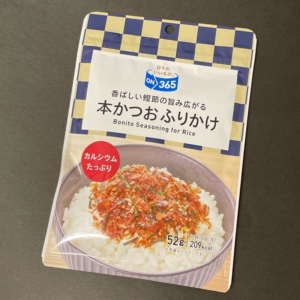 日々の
いいもの。
ON365
香ばしい鰹節の旨み広がる
本かつおふりかけ
Bonito Seasoning for Rice
カルシウム
たっぷり
52g 209kcal